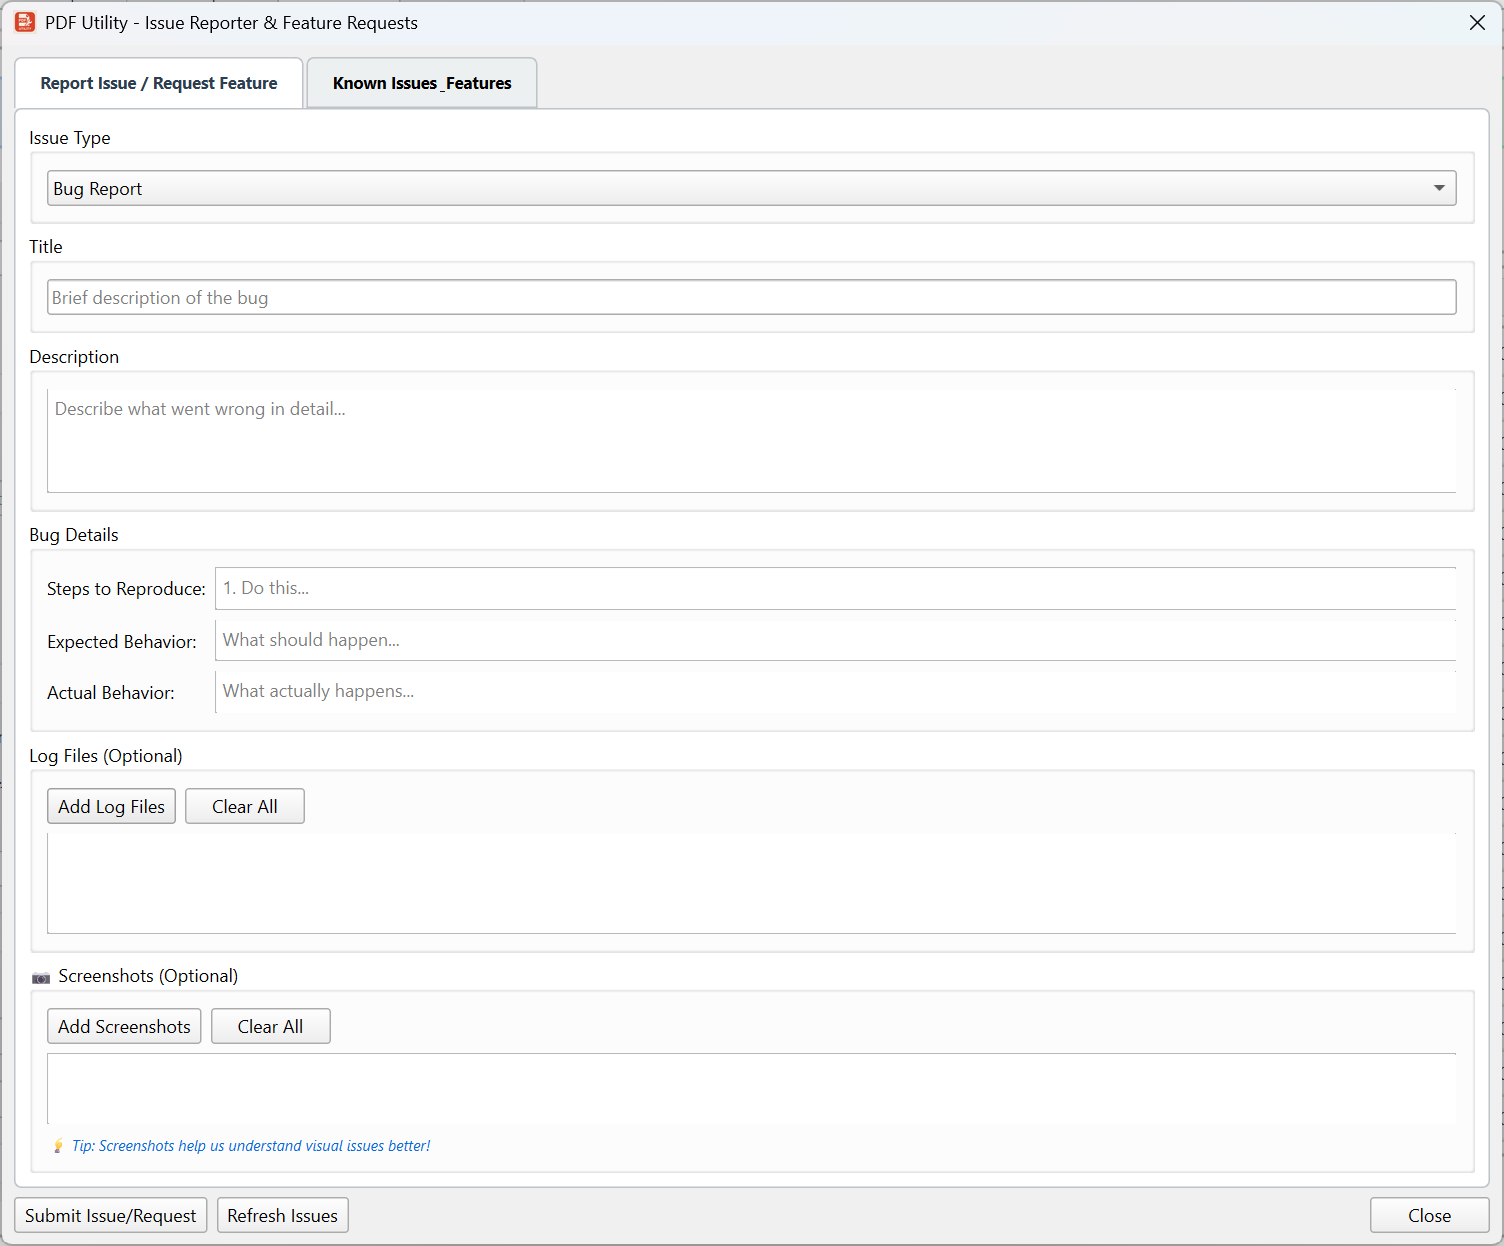 PDF Utility - Issue Reporter & Feature Requests
Report Issue / Request Feature
Known Issues _Features
Issue Type
Bug Report
Title
Brief description of the bug
Description
Describe what went wrong in detail...
Bug Details
Steps to Reproduce:
1. Do this...
Expected Behavior:
What should happen...
Actual Behavior:
What actually happens...
Log Files (Optional)
Add Log Files
Clear All
Screenshots (Optional)
Add Screenshots
Clear All
Tip: Screenshots help us understand visual issues better!
Submit Issue/Request
Refresh Issues
Close